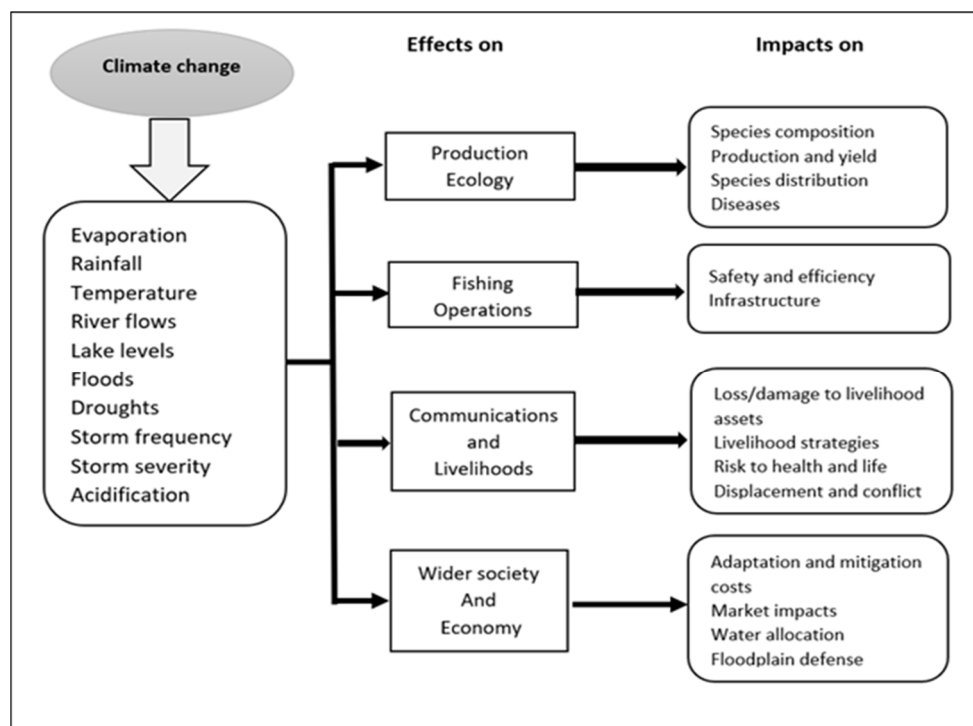 Climate change
Effects on
Impacts on
Evaporation
Rainfall
Temperature
River flows
Lake levels
Floods
Droughts
Storm frequency
Storm severity
Acidification
Production
Ecology
Species composition
Production and yield
Species distribution
Diseases
Fishing
Operations
Safety and efficiency
Infrastructure
Communications
and
Livelihoods
Loss/damage to livelihood
assets
Livelihood strategies
Risk to health and life
Displacement and conflict
Wider society
And
Economy
Adaptation and mitigation
costs
Market impacts
Water allocation
Floodplain defense